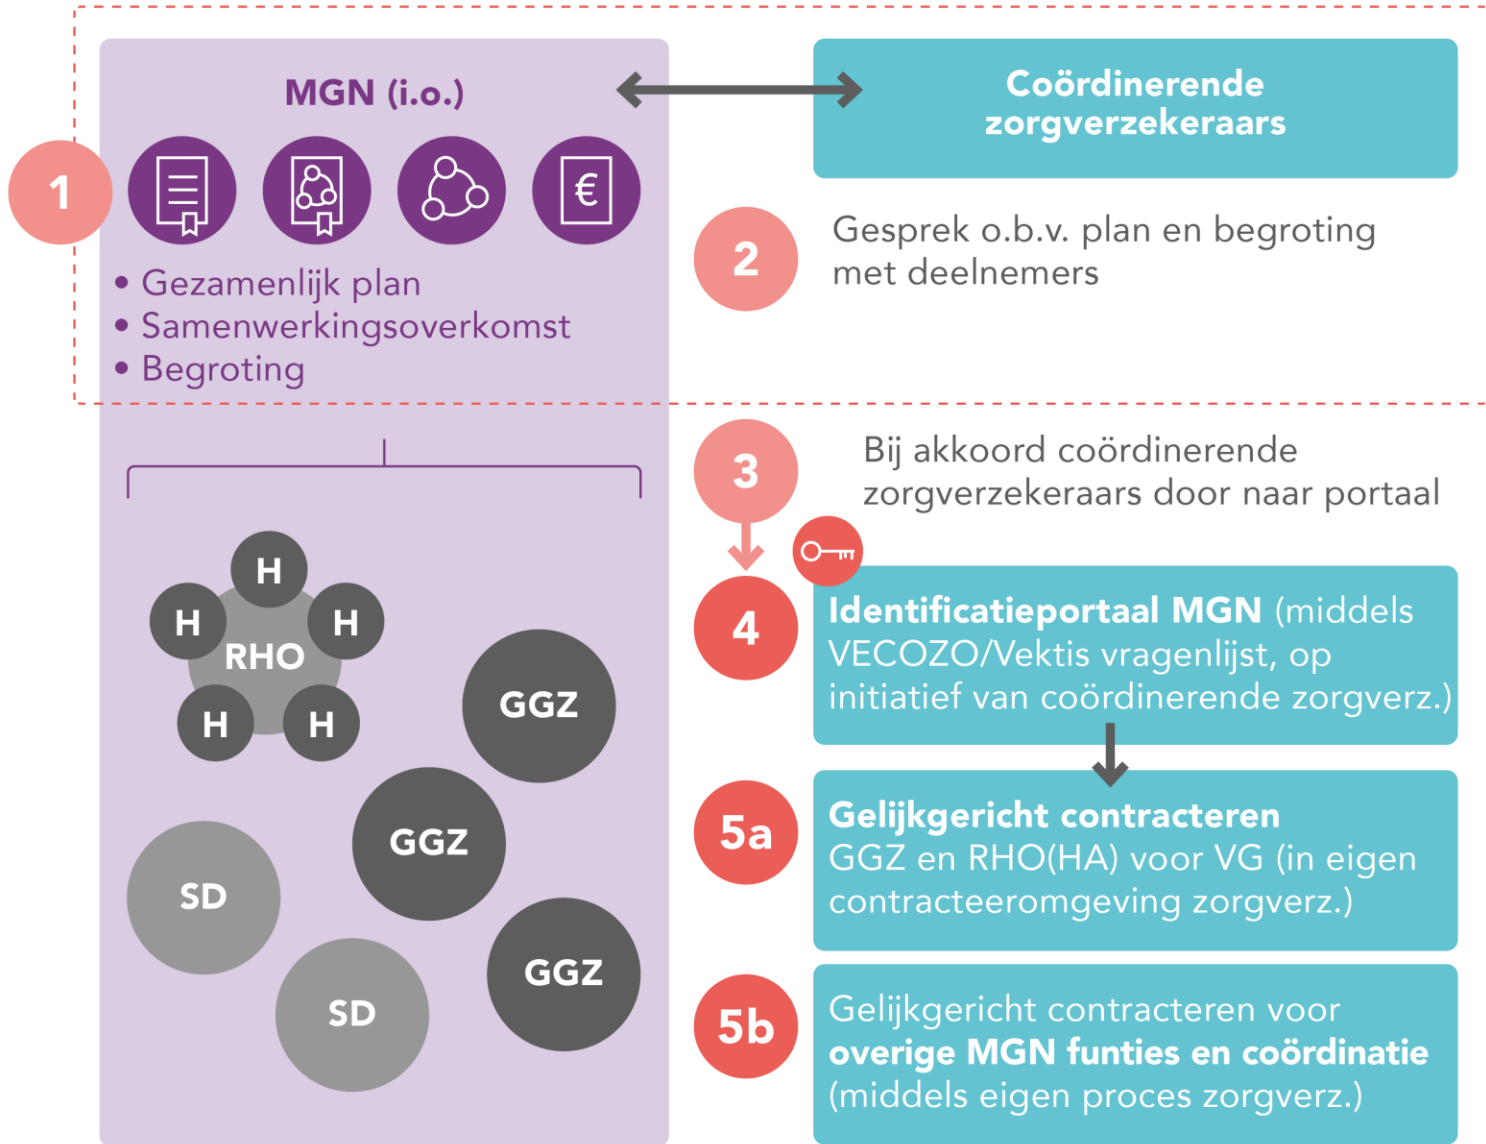 MGN (i.o.)
Coördinerende
zorgverzekeraars
1
€
• Gezamenlijk plan
• Samenwerkingsoverkomst
• Begroting
2
Gesprek o.b.v. plan en begroting
met deelnemers
3
Bij akkoord coördinerende
zorgverzekeraars door naar portaal
H
H
H
RHO
H
H
GGZ
GGZ
SD
GGZ
SD
4
Identificatieportaal MGN (middels
VECOZO/Vektis vragenlijst, op
initiatief van coördinerende zorgverz.)
5a
Gelijkgericht contracteren
GGZ en RHO(HA) voor VG (in eigen
contracteeromgeving zorgverz.)
5b
Gelijkgericht contracteren voor
overige MGN funties en coördinatie
(middels eigen proces zorgverz.)